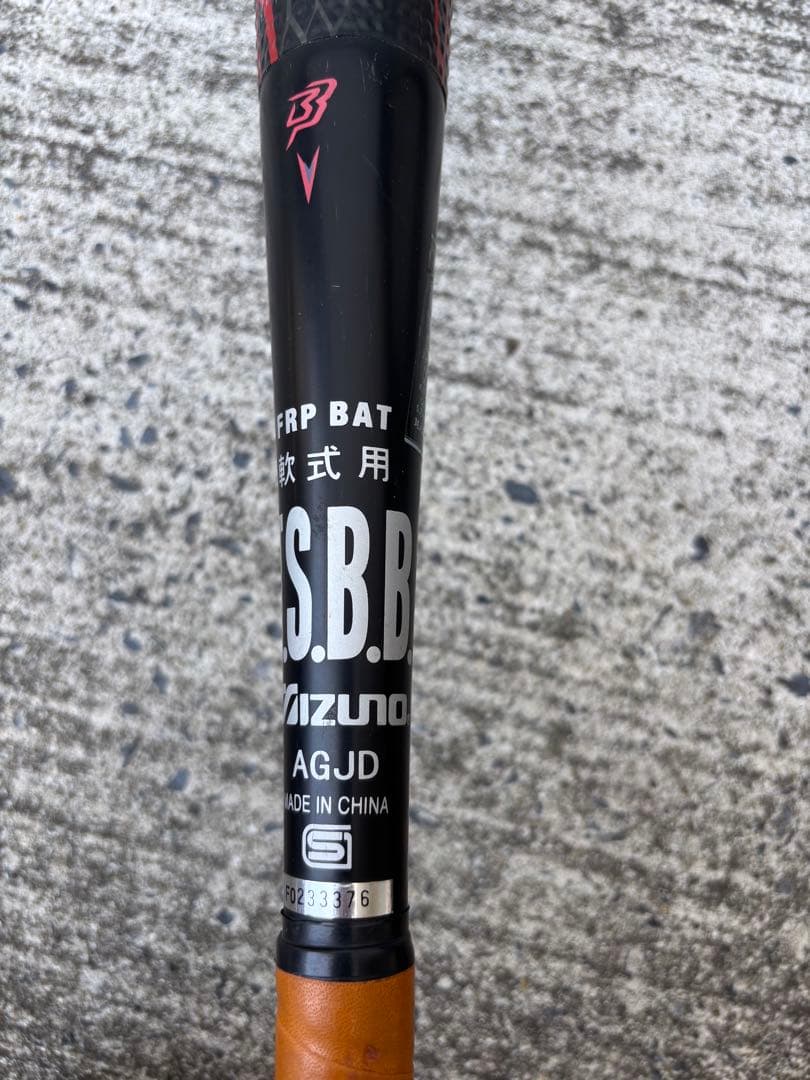 FRP BAT
軟式用
.S.B.B.
MIZUNO
AGJD
MADE IN CHINA
F0233376